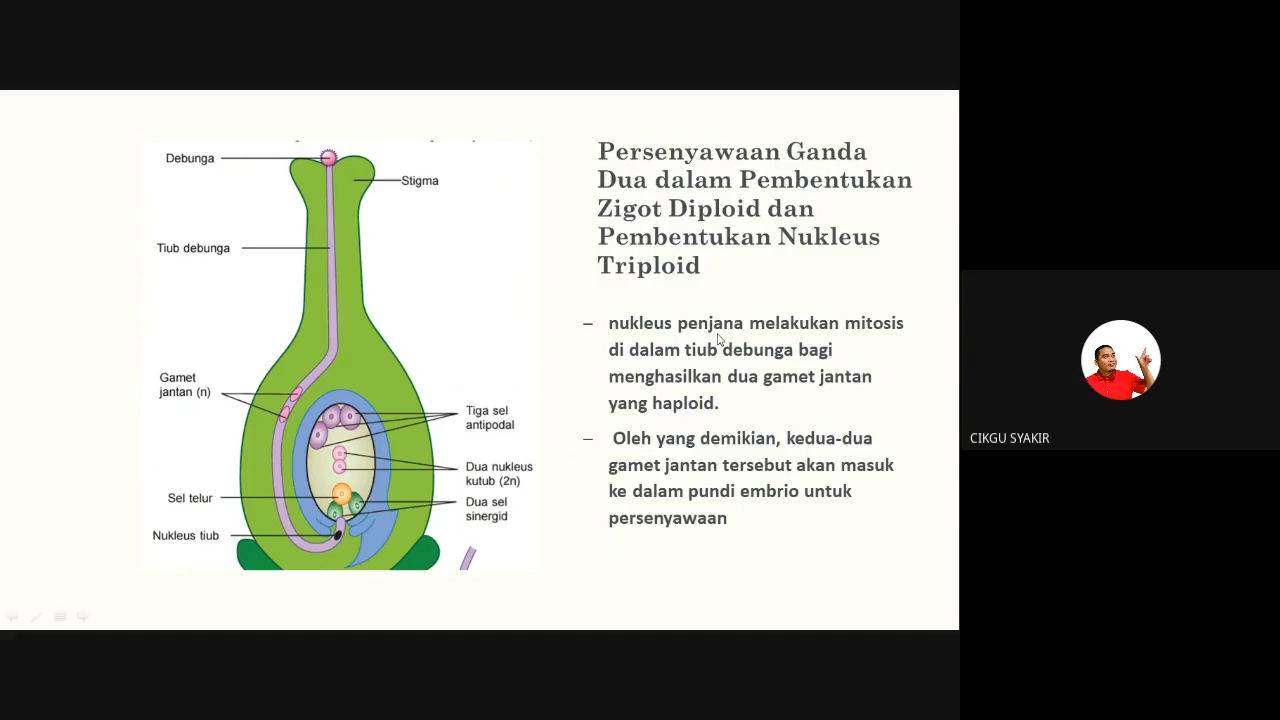 Debunga
Stigma
Tiub debunga
Gamet
jantan (n)
Tiga sel
antipodal
Dua nukleus
kutub (2n)
Sel telur
Dua sel
sinergid
Nukleus tiub
Persenyawaan Ganda
Dua dalam Pembentukan
Zigot Diploid dan
Pembentukan Nukleus
Triploid
– nukleus penjana melakukan mitosis
di dalam tiub debunga bagi
menghasilkan dua gamet jantan
yang haploid.
– Oleh yang demikian, kedua-dua
gamet jantan tersebut akan masuk
ke dalam pundi embrio untuk
persenyawaan
CIKGU SYAKIR